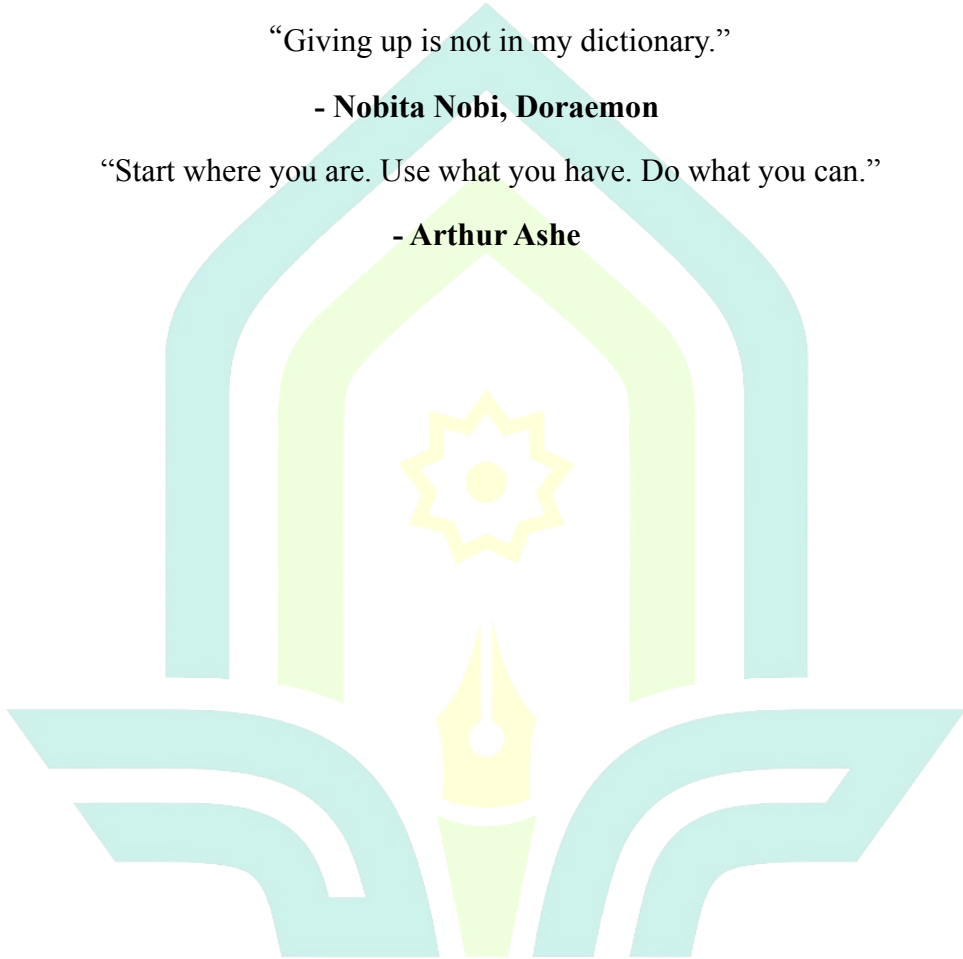 “Giving up is not in my dictionary.”
- Nobita Nobi, Doraemon
“Start where you are. Use what you have. Do what you can.”
- Arthur Ashe